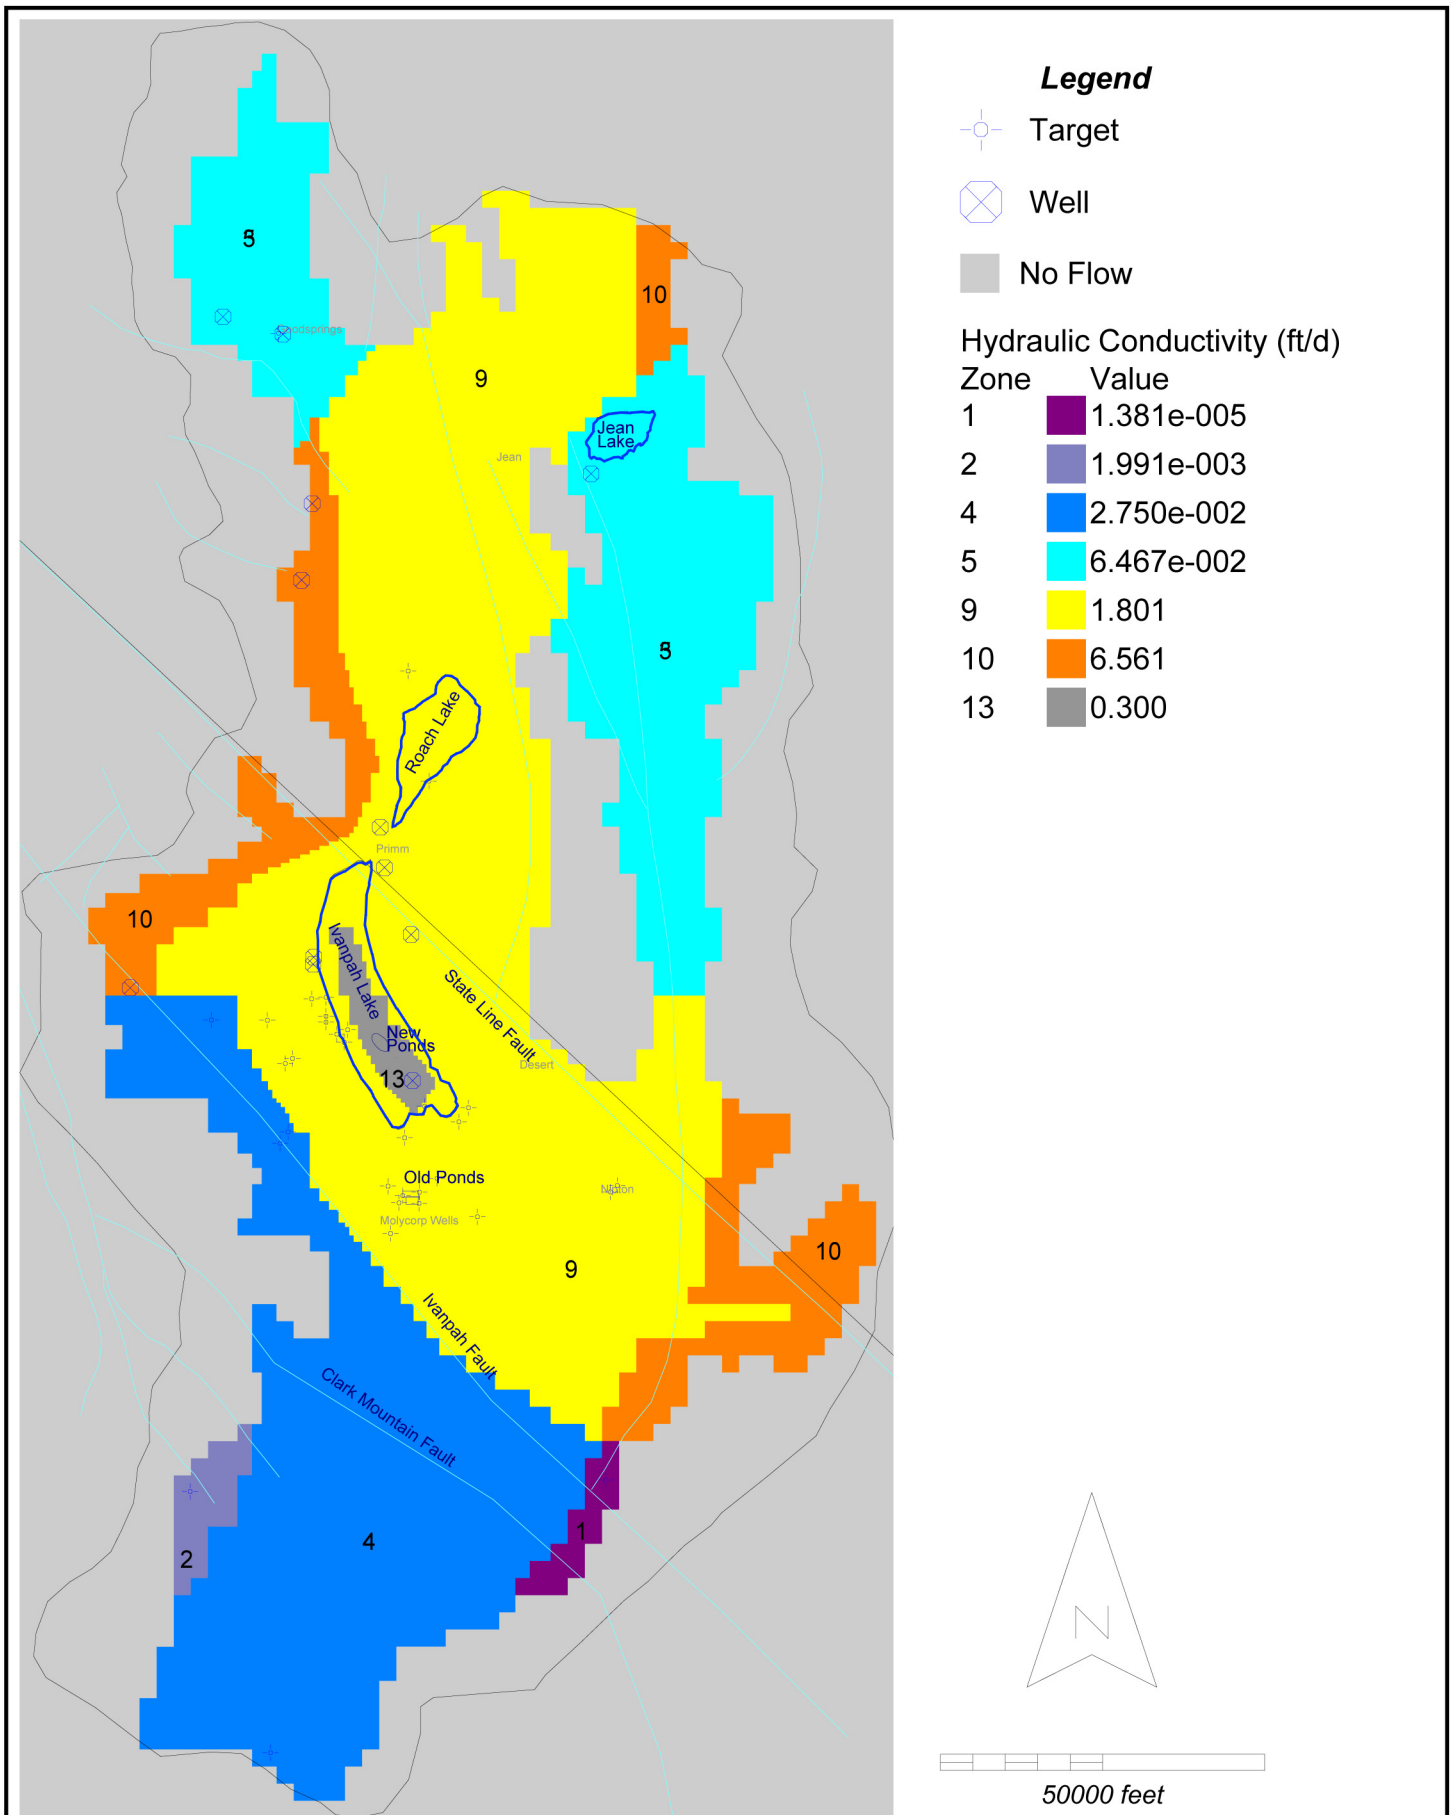 Legend
Target
Well
No Flow
Hydraulic Conductivity (ft/d)
Zone Value
1 1.381e-005
2 1.991e-003
4 2.750e-002
5 6.467e-002
9 1.801
10 6.561
13 0.300
5
10
Goodsprings
9
Jean
Lake
Jean
5
Roach Lake
Primm
10
Ivanpah Lake
State Line Fault
New
Ponds
Desert
13
Old Ponds
Nipton
Molycorp Wells
10
9
Ivanpah Fault
Clark Mountain Fault
1
4
2
N
50000 feet